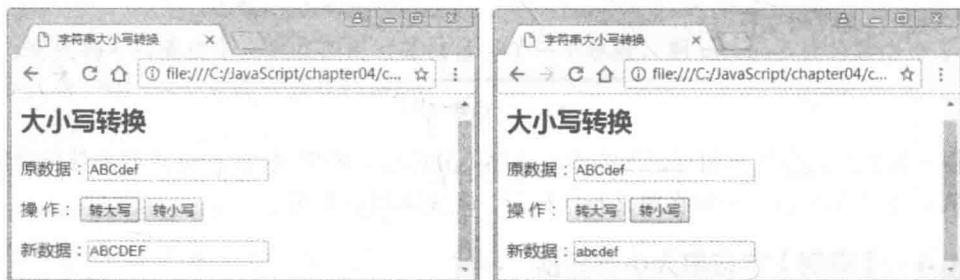 字符串大小写转换
file:///C:/JavaScript/chapter04/c...
大小写转换
原数据：ABCdef
操 作： 转大写 转小写
新数据：ABCDEF
字符串大小写转换
file:///C:/JavaScript/chapter04/c...
大小写转换
原数据：ABCdef
操 作： 转大写 转小写
新数据：abcdef